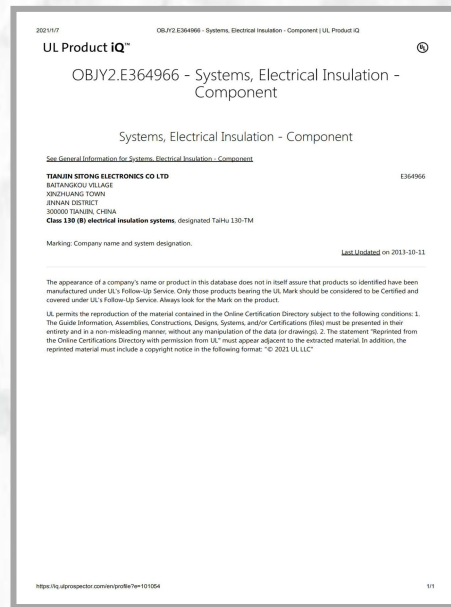 2021/1/7
OBJY2.E364966 - Systems, Electrical Insulation - Component | UL Product iQ
UL Product iQ™
UL
OBJY2.E364966 - Systems, Electrical Insulation -
Component
Systems, Electrical Insulation - Component
See General Information for Systems, Electrical Insulation - Component
TIANJIN SITONG ELECTRONICS CO LTD
E364966
BAITANGKOU VILLAGE
XINZHUANG TOWN
JINNAN DISTRICT
300000 TIANJIN, CHINA
Class 130 (B) electrical insulation systems, designated TaiHu 130-TM
Marking: Company name and system designation.
Last Updated on 2013-10-11
The appearance of a company's name or product in this database does not in itself assure that products so identified have been
manufactured under UL's Follow-Up Service. Only those products bearing the UL Mark should be considered to be Certified and
covered under UL's Follow-Up Service. Always look for the Mark on the product.
UL permits the reproduction of the material contained in the Online Certification Directory subject to the following conditions: 1.
The Guide Information, Assemblies, Constructions, Designs, Systems, and/or Certifications (files) must be presented in their
entirety and in a non-misleading manner, without any manipulation of the data (or drawings). 2. The statement "Reprinted from
the Online Certifications Directory with permission from UL" must appear adjacent to the extracted material. In addition, the
reprinted material must include a copyright notice in the following format: "© 2021 UL LLC"
https://iq.ulprospector.com/en/profile?e=101054
1/1